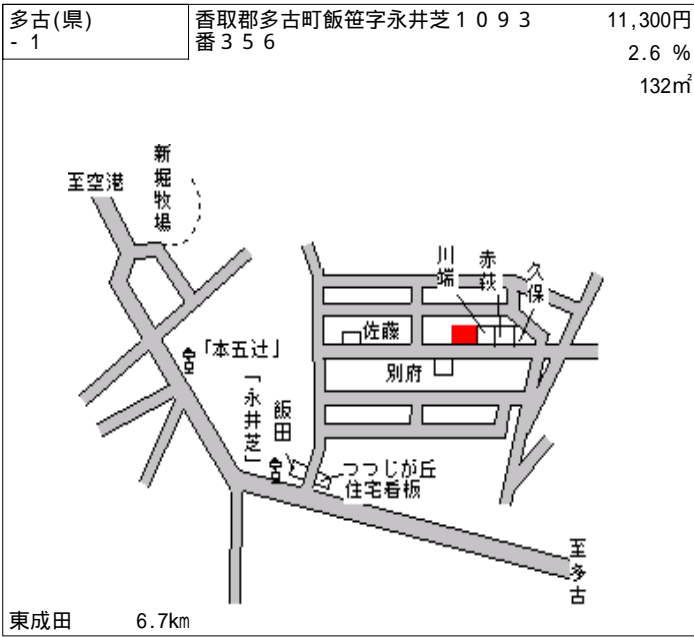 多古(県)
- 1
香取郡多古町飯笹字永井芝１０９３
番３５６
11,300円
2.6 %
132㎡
新堀牧場
至空港
川端
赤萩
久保
佐藤
「本五辻」
別府
「永井芝」
飯田
つつじが丘
住宅看板
至多古
東成田 6.7km